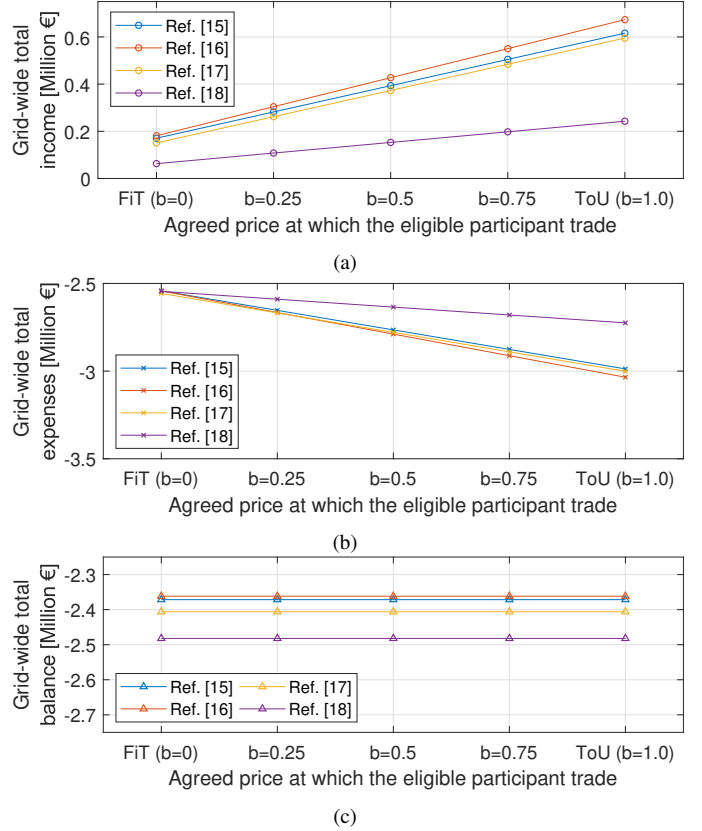 Grid-wide total
income [Million €]
0.6
0.4
0.2
0
Ref. [15]
Ref. [16]
Ref. [17]
Ref. [18]
FiT (b=0) b=0.25 b=0.5 b=0.75 ToU (b=1.0)
Agreed price at which the eligible participant trade
(a)
Grid-wide total
expenses [Million €]
-2.5
-3
-3.5
Ref. [15]
Ref. [16]
Ref. [17]
Ref. [18]
FiT (b=0) b=0.25 b=0.5 b=0.75 ToU (b=1.0)
Agreed price at which the eligible participant trade
(b)
Grid-wide total
balance [Million €]
-2.3
-2.4
-2.5
-2.6
-2.7
Ref. [15] Ref. [17]
Ref. [16] Ref. [18]
FiT (b=0) b=0.25 b=0.5 b=0.75 ToU (b=1.0)
Agreed price at which the eligible participant trade
(c)